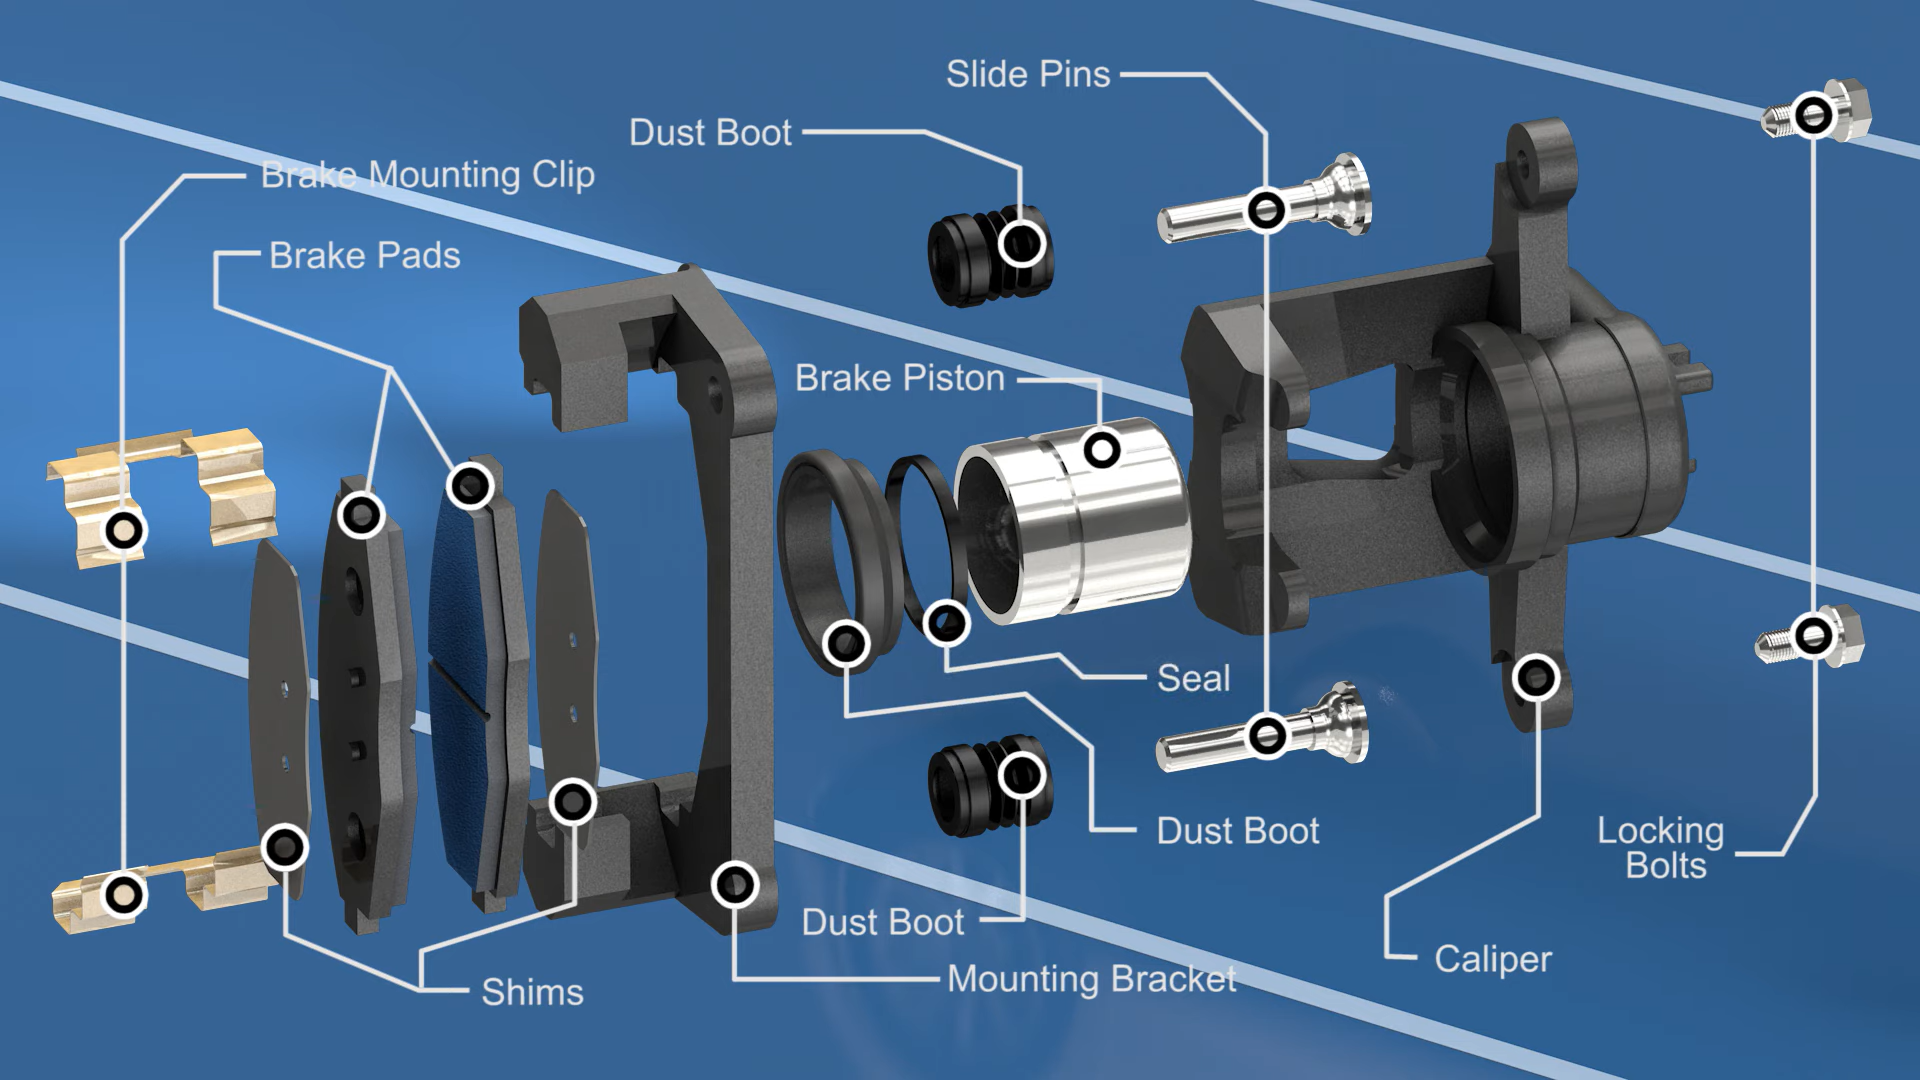 Slide Pins
Dust Boot
Brake Mounting Clip
Brake Pads
Brake Piston
Seal
Dust Boot
Locking
Bolts
Dust Boot
Caliper
Mounting Bracket
Shims